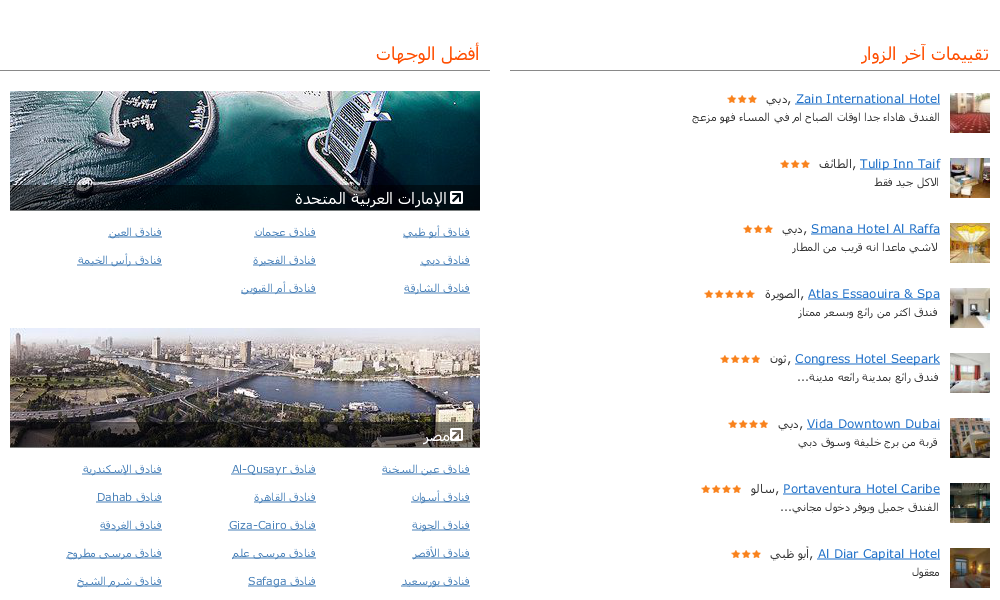 تقييمات آخر الزوار
Zain International Hotel, دبي
الفندق هاداء جدا اوقات الصباح ام في المساء فهو مزعج
Tulip Inn Taif, الطائف
الاكل جيد فقط
Smana Hotel Al Raffa, دبي
لاشي ماعدا انه قريب من المطار
Atlas Essaouira & Spa, الصويرة
فندق اكثر من رائع وبسعر ممتاز
Congress Hotel Seepark, ثون
فندق رائع بمدينة رائعه مدينة...
Vida Downtown Dubai, دبي
قربة من برج خليفة وسوق دبي
Portaventura Hotel Caribe, سالو
الفندق جميل ويوفر دخول مجاني...
Al Diar Capital Hotel, أبو ظبي
معقول
أفضل الوجهات
الإمارات العربية المتحدة
فنادق أبو ظبي فنادق عجمان فنادق العين
فنادق دبي فنادق الفجيرة فنادق رأس الخيمة
فنادق الشارقة فنادق أم القيوين
مصر
فنادق عين السخنة فنادق Al-Qusayr فنادق الاسكندرية
فنادق أسوان فنادق القاهرة فنادق Dahab
فنادق الجونة فنادق Giza-Cairo فنادق الغردقة
فنادق الأقصر فنادق مرسى علم فنادق مرسى مطروح
فنادق بورسعيد فنادق Safaga فنادق شرم الشيخ